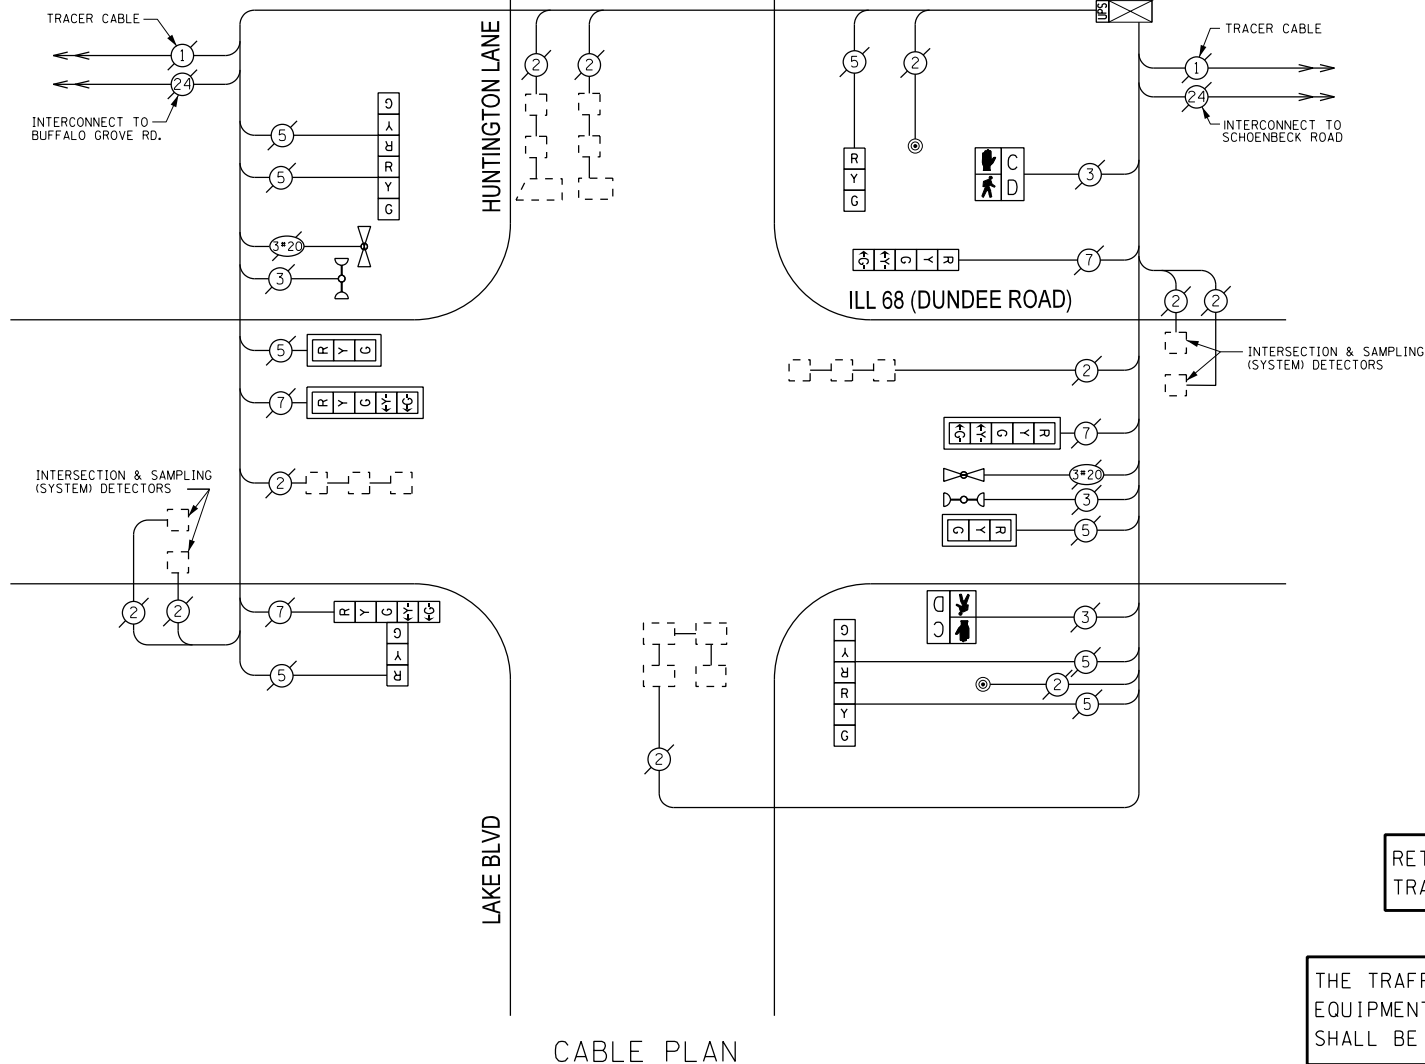 UPS
TRACER CABLE
1
24
INTERCONNECT TO
BUFFALO GROVE RD.
HUNTINGTON LANE
2
2
5
2
TRACER CABLE
1
24
INTERCONNECT TO
SCHOENBECK ROAD
5
5
G
Y
R
R
Y
G
3#20
3
R
Y
G
C
D
3
G Y G Y R
7
ILL 68 (DUNDEE ROAD)
2
2
INTERSECTION & SAMPLING
(SYSTEM) DETECTORS
5
R Y G
7
R Y G Y G
2
G Y G Y R
7
INTERSECTION & SAMPLING
(SYSTEM) DETECTORS
2
3#20
3
G Y R
5
2
2
7
R Y G Y G
G
Y
R
5
D
C
3
G
Y
R
R
Y
G
5
2
5
2
LAKE BLVD
RET
TRA
THE TRAFF
EQUIPMENT
SHALL BE
CABLE PLAN